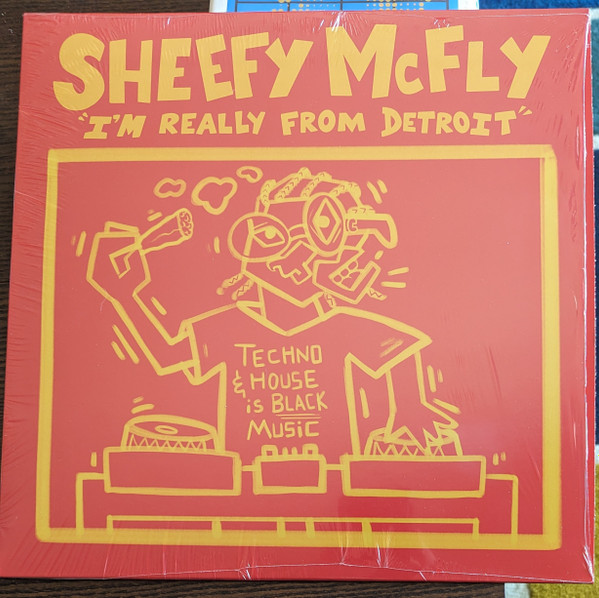 SHEEFY McFLY
"I'M REALLY FROM DETROIT"
TECHNO
& HOUSE
iS BLACK
MUSiC